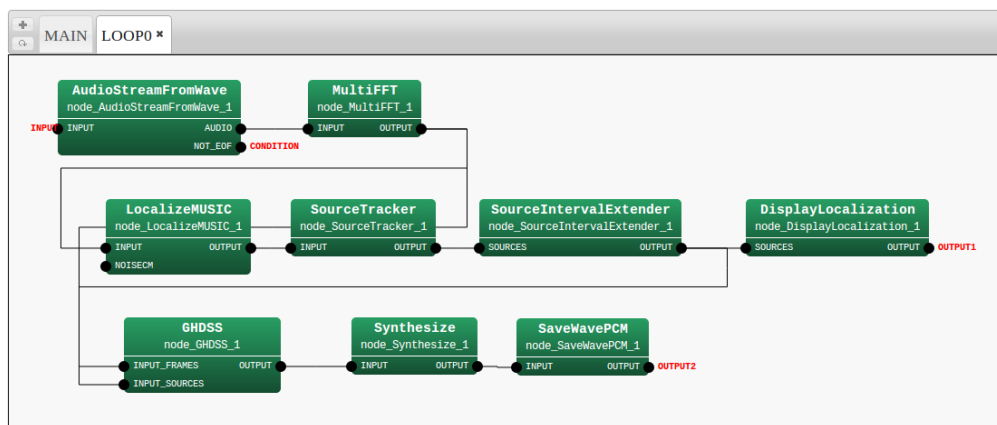 MAIN LOOP0 ✖
AudioStreamFromWave
node_AudioStreamFromWave_1
INPUT INPUT AUDIO
NOT_EOF CONDITION
MultiFFT
node_MultiFFT_1
INPUT OUTPUT
LocalizeMUSIC
node_LocalizeMUSIC_1
INPUT OUTPUT
NOISECM
SourceTracker
node_SourceTracker_1
INPUT OUTPUT
SourceIntervalExtender
node_SourceIntervalExtender_1
SOURCES OUTPUT
DisplayLocalization
node_DisplayLocalization_1
SOURCES OUTPUT OUTPUT1
GHDSS
node_GHDSS_1
INPUT_FRAMES OUTPUT
INPUT_SOURCES
Synthesize
node_Synthesize_1
INPUT OUTPUT
SaveWavePCM
node_SaveWavePCM_1
INPUT OUTPUT OUTPUT2